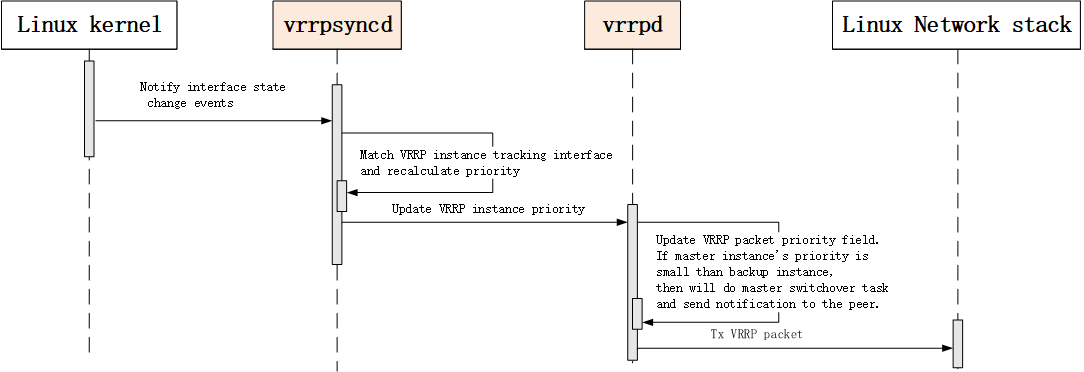 Linux kernel
vrrpsyncd
vrrpd
Linux Network stack
Notify interface state
change events
Match VRRP instance tracking interface
and recalculate priority
Update VRRP instance priority
Update VRRP packet priority field.
If master instance's priority is
small than backup instance,
then will do master switchover task
and send notification to the peer.
Tx VRRP packet